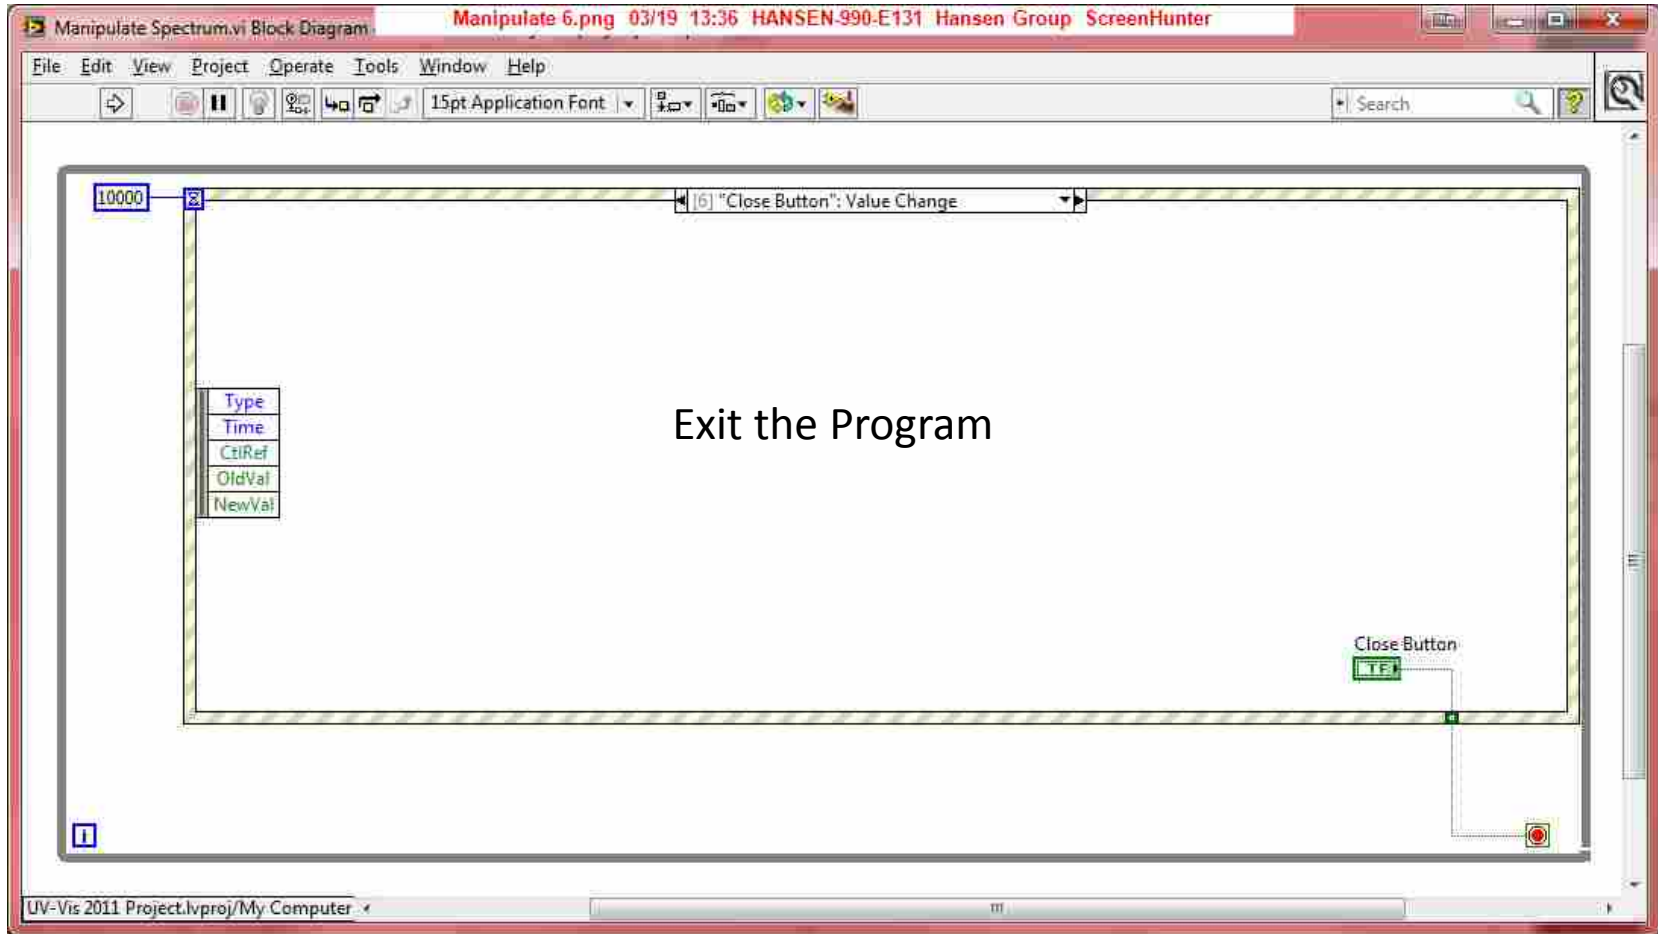 Manipulate Spectrum.vi Block Diagram
Manipulate 6.png 03/19 13:36 HANSEN-990-E131 Hansen Group ScreenHunter
File Edit View Project Operate Tools Window Help
15pt Application Font
Search
10000
[6] "Close Button": Value Change
Type
Time
CtlRef
OldVal
NewVal
Exit the Program
Close Button
TF
i
UV-Vis 2011 Project.lvproj/My Computer